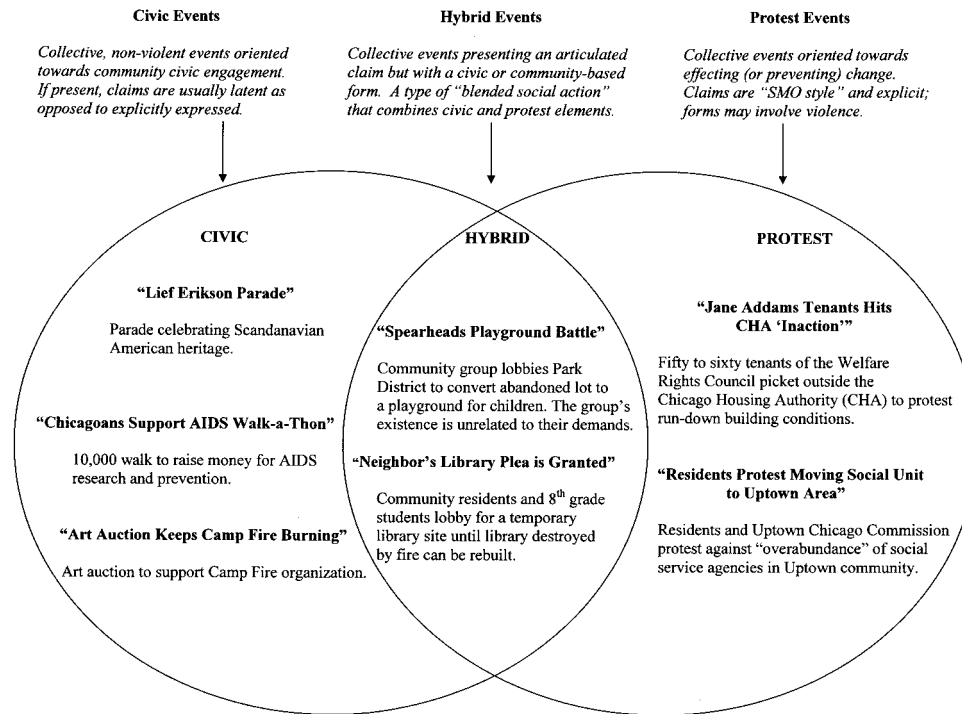 Civic Events
Collective, non-violent events oriented
towards community civic engagement.
If present, claims are usually latent as
opposed to explicitly expressed.
Hybrid Events
Collective events presenting an articulated
claim but with a civic or community-based
form. A type of "blended social action"
that combines civic and protest elements.
Protest Events
Collective events oriented towards
effecting (or preventing) change.
Claims are "SMO style" and explicit;
forms may involve violence.
CIVIC
"Lief Erikson Parade"
Parade celebrating Scandanavian
American heritage.
"Chicagoans Support AIDS Walk-a-Thon"
10,000 walk to raise money for AIDS
research and prevention.
"Art Auction Keeps Camp Fire Burning"
Art auction to support Camp Fire organization.
HYBRID
"Spearheads Playground Battle"
Community group lobbies Park
District to convert abandoned lot to
a playground for children. The group's
existence is unrelated to their demands.
"Neighbor's Library Plea is Granted"
Community residents and 8th grade
students lobby for a temporary
library site until library destroyed
by fire can be rebuilt.
PROTEST
"Jane Addams Tenants Hits
CHA 'Inaction'"
Fifty to sixty tenants of the Welfare
Rights Council picket outside the
Chicago Housing Authority (CHA) to protest
run-down building conditions.
"Residents Protest Moving Social Unit
to Uptown Area"
Residents and Uptown Chicago Commission
protest against "overabundance" of social
service agencies in Uptown community.